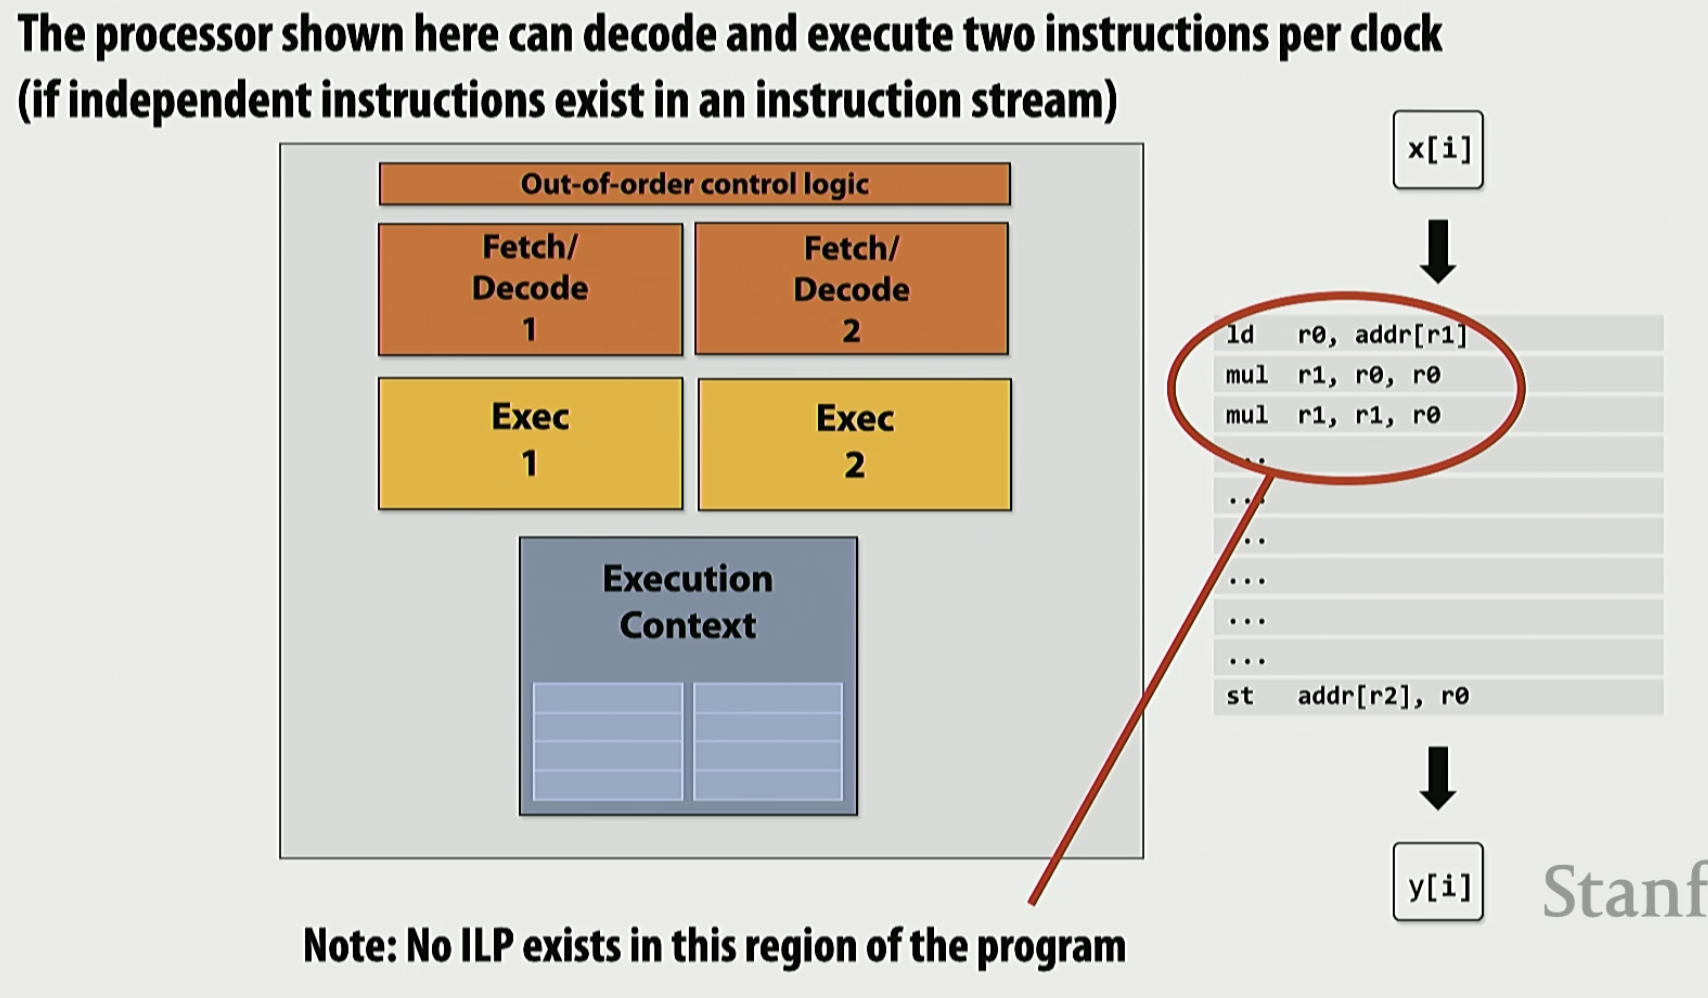 The processor shown here can decode and execute two instructions per clock
(if independent instructions exist in an instruction stream)
Out-of-order control logic
Fetch/
Decode
1
Fetch/
Decode
2
Exec
1
Exec
2
Execution
Context
x[i]
ld r0, addr[r1]
mul r1, r0, r0
mul r1, r1, r0
...
...
...
...
...
...
st addr[r2], r0
y[i]
Note: No ILP exists in this region of the program
Stanf